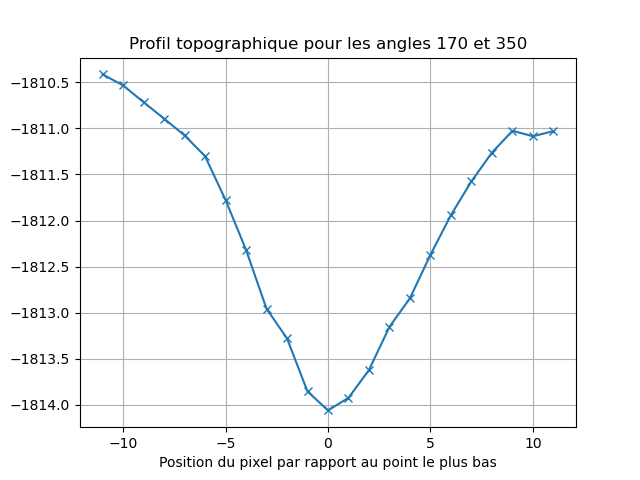 Profil topographique pour les angles 170 et 350
−1810.5
−1811.0
−1811.5
−1812.0
−1812.5
−1813.0
−1813.5
−1814.0
−10 −5 0 5 10
Position du pixel par rapport au point le plus bas